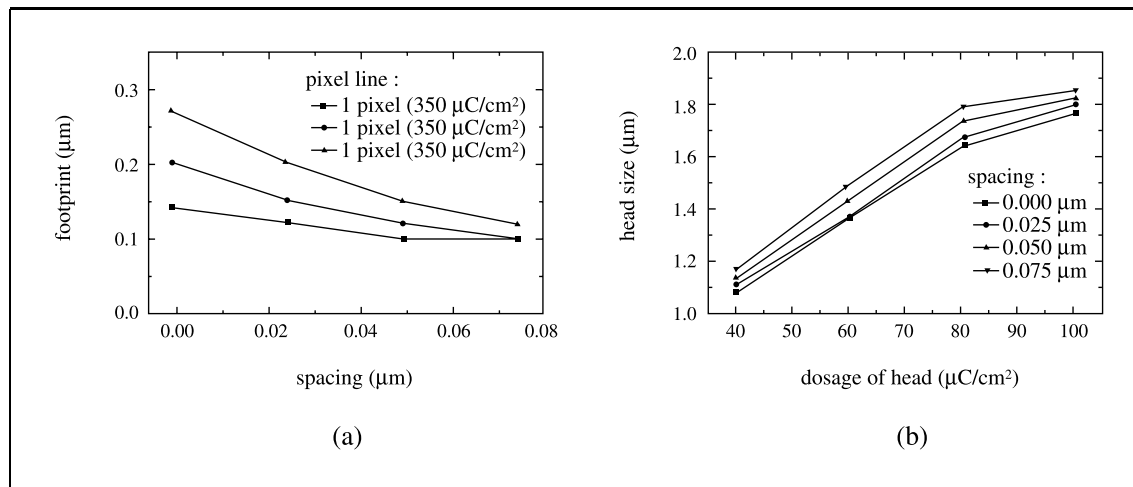 0.3
0.2
0.1
0.0
footprint (μm)
pixel line :
1 pixel (350 μC/cm²)
1 pixel (350 μC/cm²)
1 pixel (350 μC/cm²)
0.00 0.02 0.04 0.06 0.08
spacing (μm)
(a)
2.0
1.8
1.6
1.4
1.2
1.0
head size (μm)
spacing :
0.000 μm
0.025 μm
0.050 μm
0.075 μm
40 50 60 70 80 90 100
dosage of head (μC/cm²)
(b)